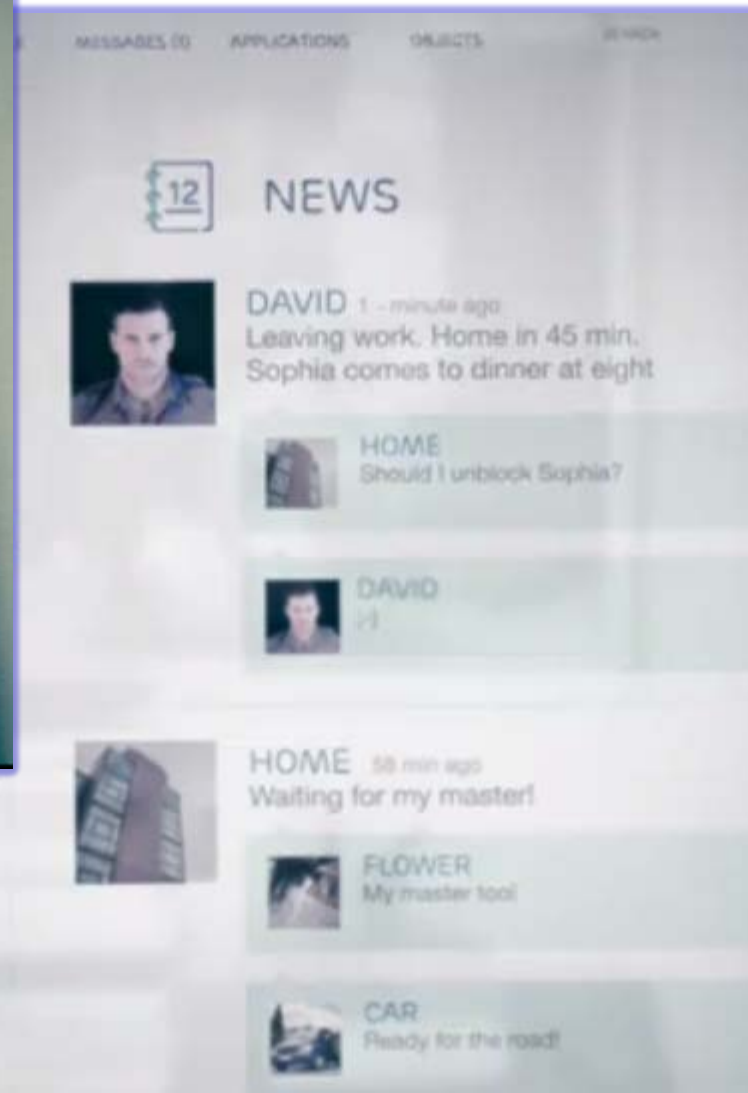 MESSAGES (1) APPLICATIONS OBJECTS SEARCH
12 NEWS
DAVID 1 - minute ago
Leaving work. Home in 45 min.
Sophia comes to dinner at eight
HOME
Should I unblock Sophia?
DAVID
;-)
HOME 58 min ago
Waiting for my master!
FLOWER
My master too!
CAR
Ready for the road!